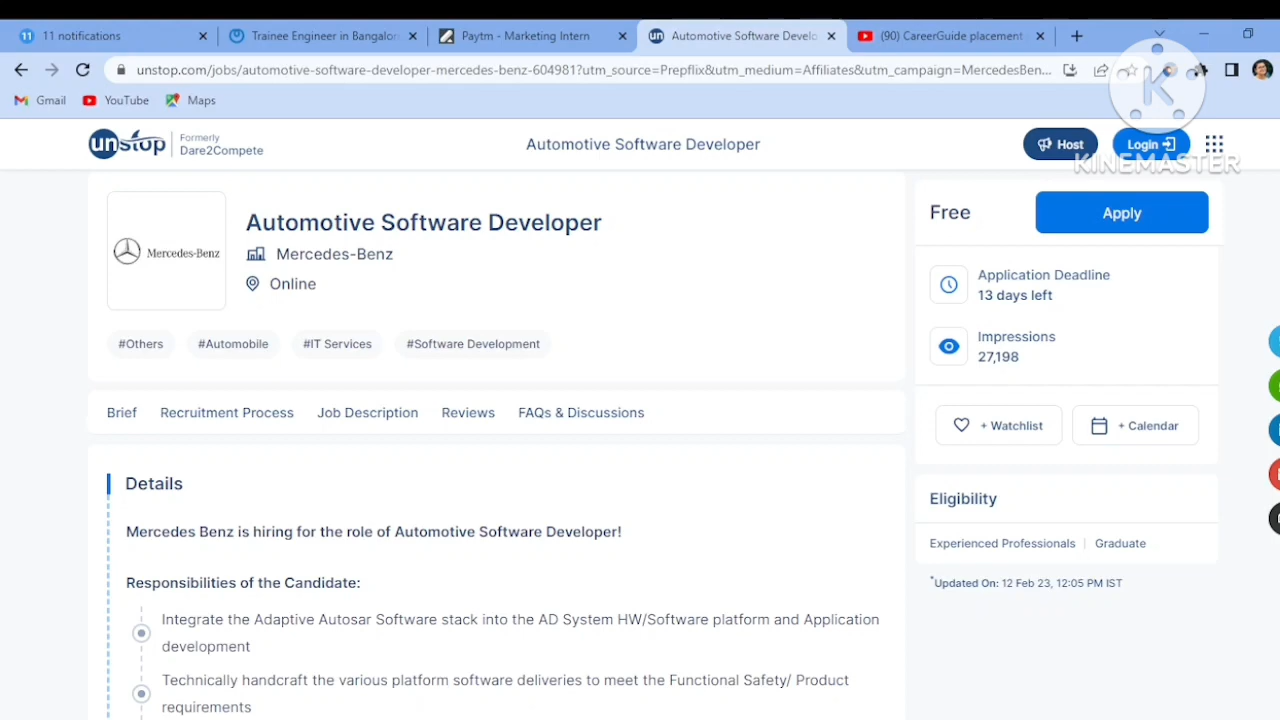 11 11 notifications
Trainee Engineer in Bangalon
Paytm - Marketing Intern
un Automotive Software Develo
(90) CareerGuide placement
unstop.com/jobs/automotive-software-developer-mercedes-benz-604981?utm_source=Prepflix&utm_medium=Affiliates&utm_campaign=MercedesBen...
Gmail YouTube Maps
K
KINEMASTER
unstop Formerly
Dare2Compete
Automotive Software Developer
Host
Login
Automotive Software Developer
Mercedes-Benz
Mercedes-Benz
Online
#Others #Automobile #IT Services #Software Development
Free
Apply
Application Deadline
13 days left
Impressions
27,198
+ Watchlist + Calendar
Brief Recruitment Process Job Description Reviews FAQs & Discussions
Eligibility
Experienced Professionals | Graduate
*Updated On: 12 Feb 23, 12:05 PM IST
Details
Mercedes Benz is hiring for the role of Automotive Software Developer!
Responsibilities of the Candidate:
Integrate the Adaptive Autosar Software stack into the AD System HW/Software platform and Application
development
Technically handcraft the various platform software deliveries to meet the Functional Safety/ Product
requirements